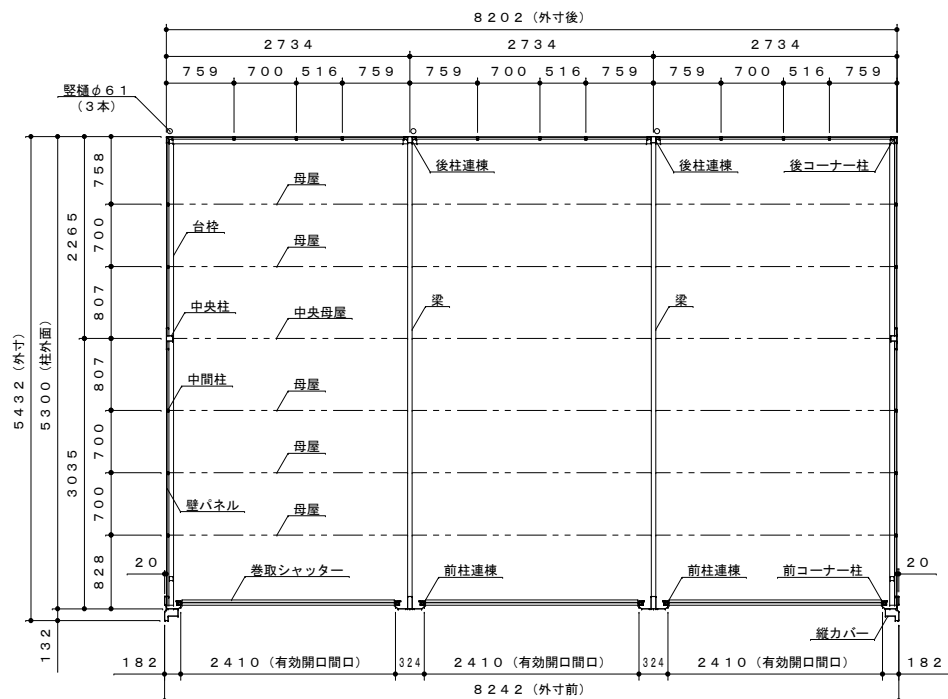 ８２０２（外寸後）
２７３４　２７３４　２７３４
７５９　７００　５１６　７５９　７５９　７００　５１６　７５９　７５９　７００　５１６　７５９
竪樋φ６１
（３本）
後柱連棟　後柱連棟　後コーナー柱
７５８
母屋
２２６５
７００
台枠
母屋
８０７
中央柱
中央母屋
梁　梁
５４３２（外寸）
５３００（柱外面）
８０７
中間柱
母屋
７００
母屋
３０３５
壁パネル
７００
母屋
２０
８２８
巻取シャッター　前柱連棟　前柱連棟　前コーナー柱
２０
縦カバー
１３２
１８２　２４１０（有効開口間口）　３２４　２４１０（有効開口間口）　３２４　２４１０（有効開口間口）　１８２
８２４２（外寸前）